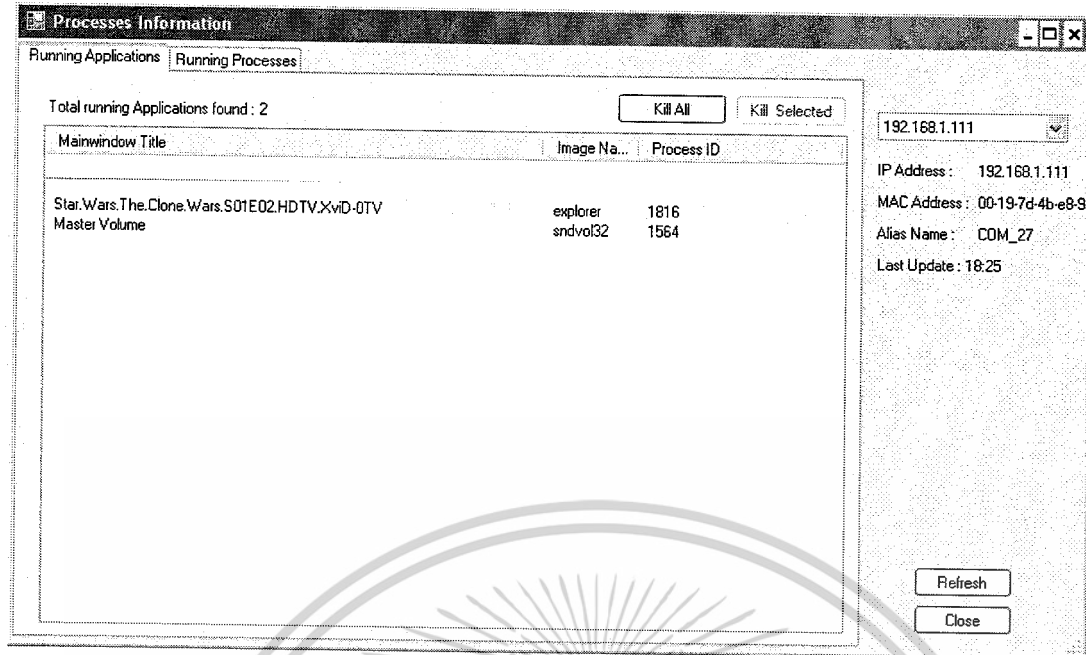 Processes Information
Running Applications
Running Processes
Total running Applications found : 2
Kill All
Kill Selected
Mainwindow Title
Image Na...
Process ID
Star.Wars.The.Clone.Wars.S01E02.HDTV.XviD-0TV
explorer
1816
Master Volume
sndvol32
1564
192.168.1.111
IP Address : 192.168.1.111
MAC Address : 00-19-7d-4b-e8-9
Alias Name : COM_27
Last Update : 18:25
Refresh
Close